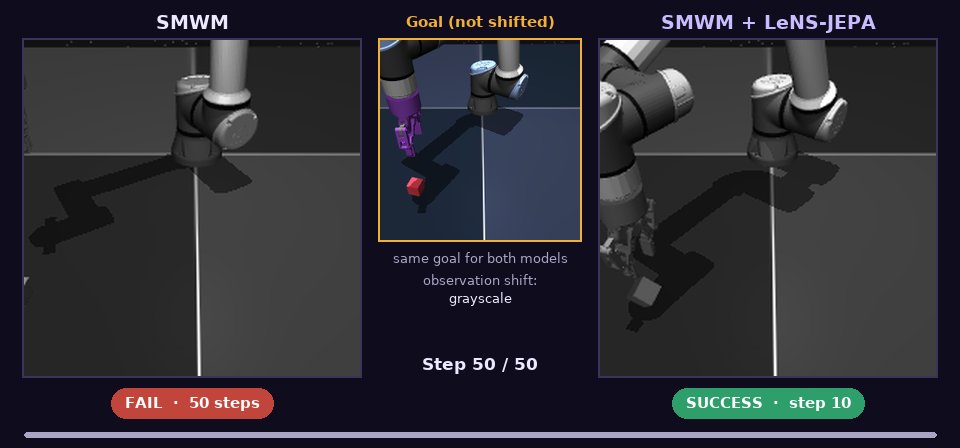 SMWM
Goal (not shifted)
SMWM + LeNS-JEPA
same goal for both models
observation shift:
grayscale
Step 50 / 50
FAIL · 50 steps
SUCCESS · step 10